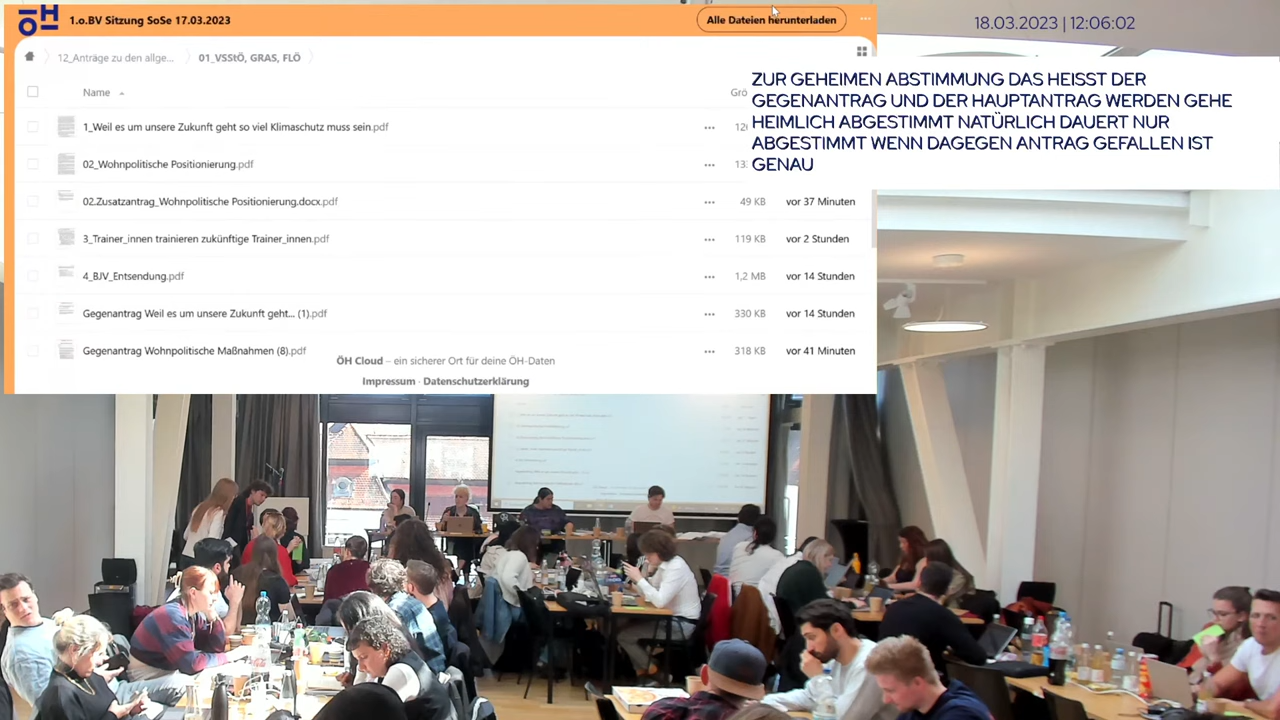 ÖH
1.o.BV Sitzung SoSe 17.03.2023
Alle Dateien herunterladen
18.03.2023 | 12:06:02
12_Anträge zu den allge...
01_VSStÖ, GRAS, FLÖ
ZUR GEHEIMEN ABSTIMMUNG DAS HEISST DER
GEGENANTRAG UND DER HAUPTANTRAG WERDEN GEHE
HEIMLICH ABGESTIMMT NATÜRLICH DAUERT NUR
ABGESTIMMT WENN DAGEGEN ANTRAG GEFALLEN IST
GENAU
Name
1_Weil es um unsere Zukunft geht so viel Klimaschutz muss sein.pdf
02_Wohnpolitische Positionierung.pdf
02.Zusatzantrag_Wohnpolitische Positionierung.docx.pdf 49 KB vor 37 Minuten
3_Trainer_innen trainieren zukünftige Trainer_innen.pdf 119 KB vor 2 Stunden
4_BJV_Entsendung.pdf 1,2 MB vor 14 Stunden
Gegenantrag Weil es um unsere Zukunft geht... (1).pdf 330 KB vor 14 Stunden
Gegenantrag Wohnpolitische Maßnahmen (8).pdf 318 KB vor 41 Minuten
ÖH Cloud – ein sicherer Ort für deine ÖH-Daten
Impressum · Datenschutzerklärung